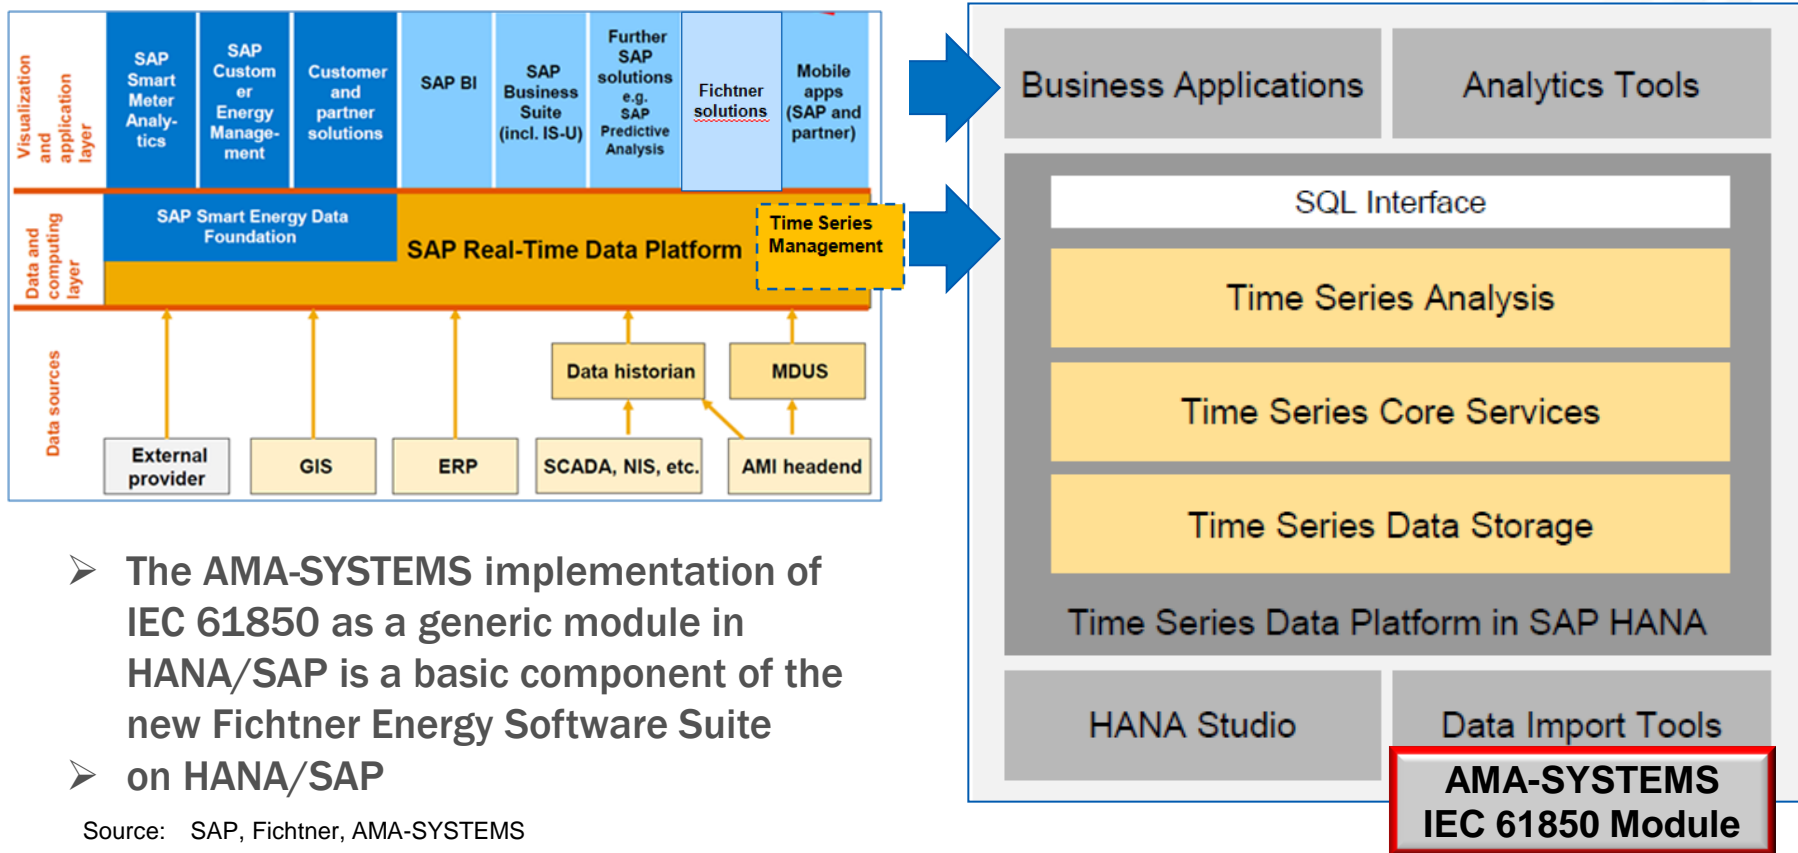 Visualization
and
application
layer
SAP
Smart
Meter
Analy-
tics
SAP
Custom
er
Energy
Manage-
ment
Customer
and
partner
solutions
SAP BI
SAP
Business
Suite
(incl. IS-U)
Further
SAP
solutions
e.g.
SAP
Predictive
Analysis
Fichtner
solutions
Mobile
apps
(SAP and
partner)
Data and
computing
layer
SAP Smart Energy Data
Foundation
SAP Real-Time Data Platform
Time Series
Management
Data sources
Data historian
MDUS
External
provider
GIS
ERP
SCADA, NIS, etc.
AMI headend
Business Applications
Analytics Tools
SQL Interface
Time Series Analysis
Time Series Core Services
Time Series Data Storage
Time Series Data Platform in SAP HANA
HANA Studio
Data Import Tools
AMA-SYSTEMS
IEC 61850 Module
➢ The AMA-SYSTEMS implementation of
IEC 61850 as a generic module in
HANA/SAP is a basic component of the
new Fichtner Energy Software Suite
➢ on HANA/SAP
Source: SAP, Fichtner, AMA-SYSTEMS